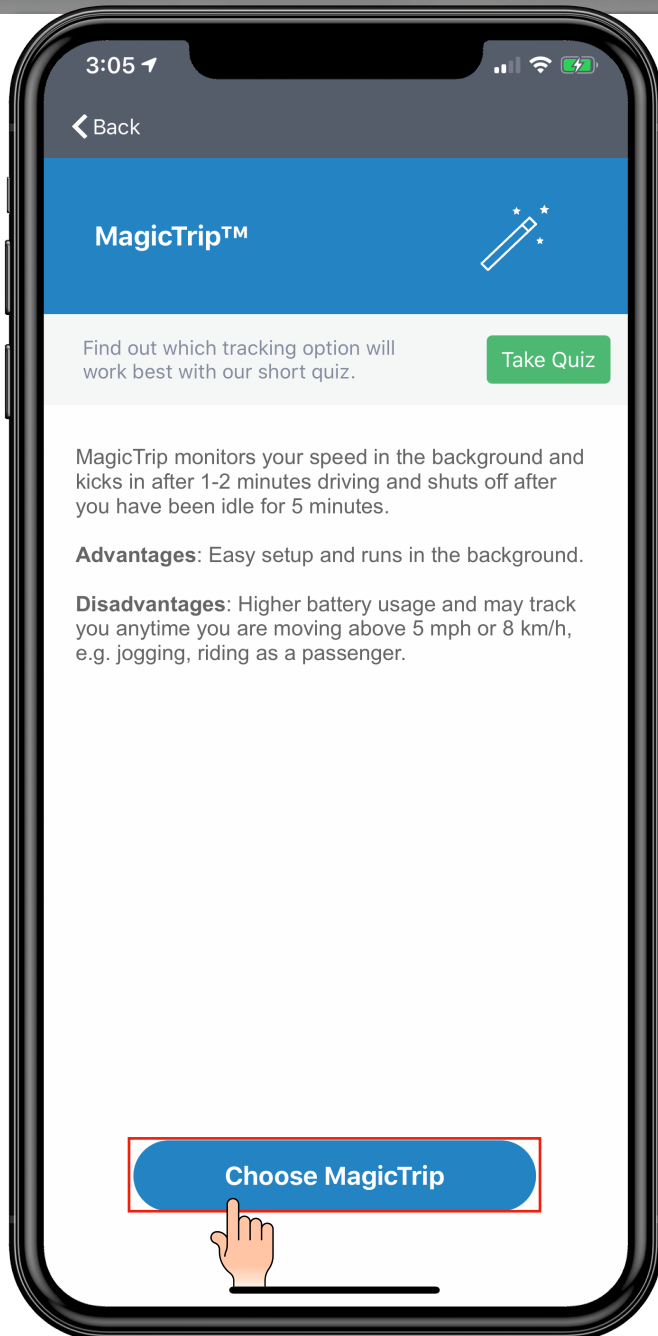 3:05
Back
MagicTrip™
Find out which tracking option will
work best with our short quiz.
Take Quiz
MagicTrip monitors your speed in the background and
kicks in after 1-2 minutes driving and shuts off after
you have been idle for 5 minutes.
Advantages: Easy setup and runs in the background.
Disadvantages: Higher battery usage and may track
you anytime you are moving above 5 mph or 8 km/h,
e.g. jogging, riding as a passenger.
Choose MagicTrip